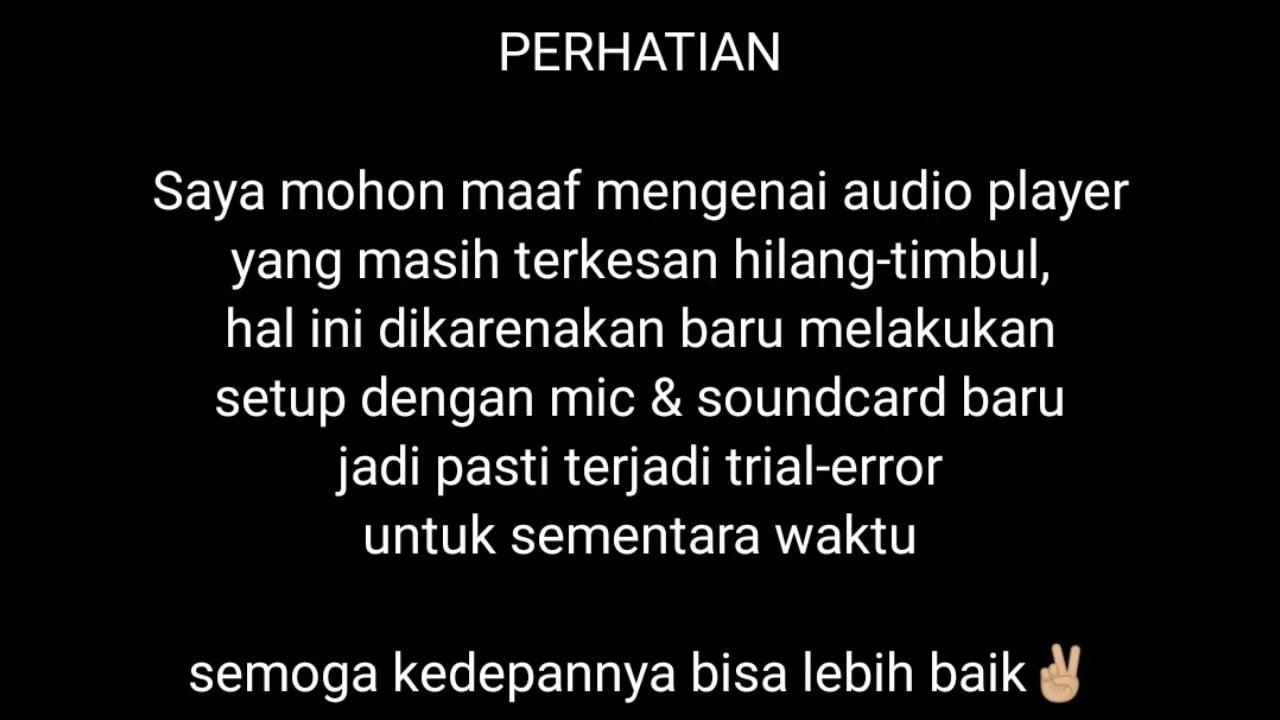 PERHATIAN
Saya mohon maaf mengenai audio player
yang masih terkesan hilang-timbul,
hal ini dikarenakan baru melakukan
setup dengan mic & soundcard baru
jadi pasti terjadi trial-error
untuk sementara waktu
semoga kedepannya bisa lebih baik✌🏼